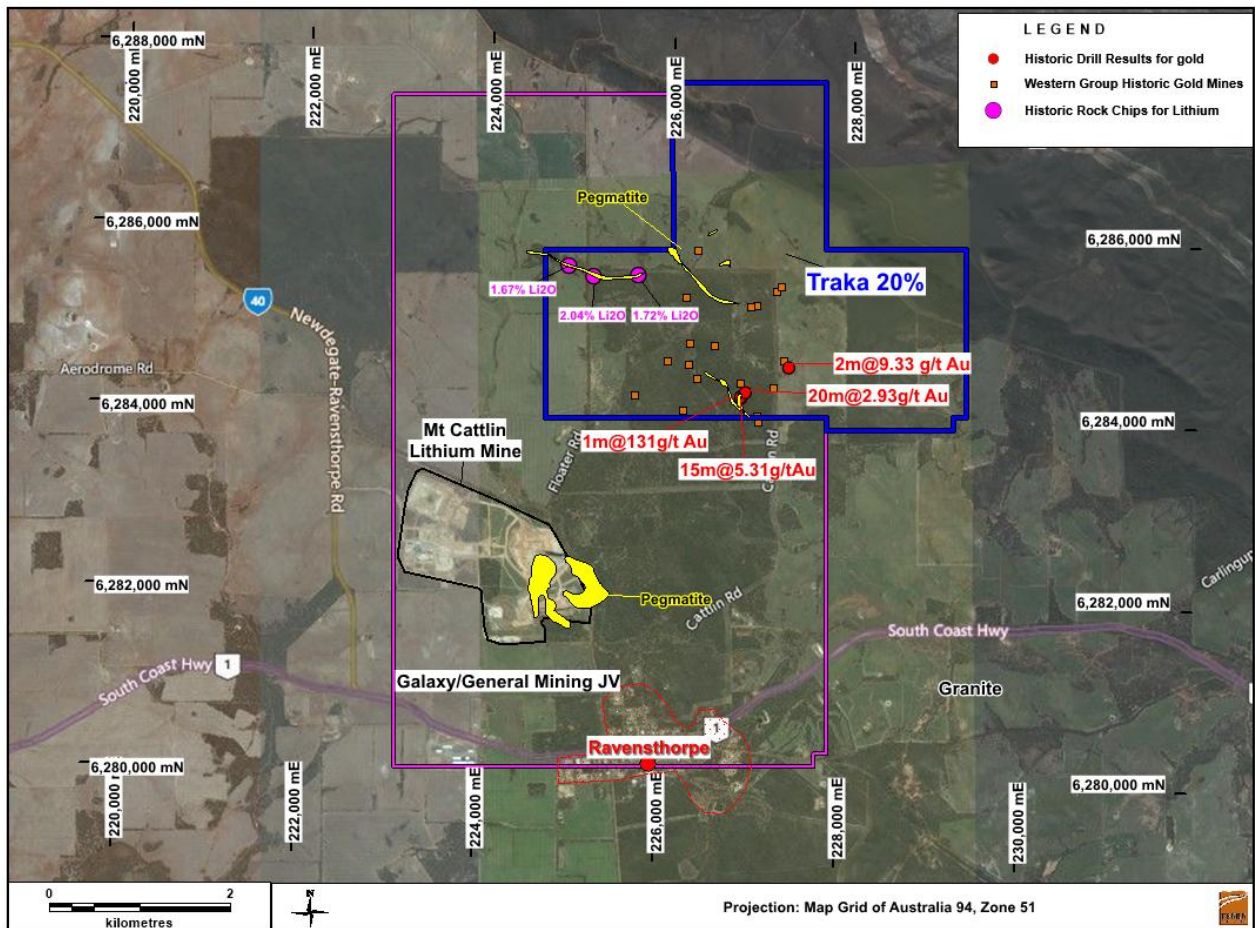 LEGEND
Historic Drill Results for gold
Western Group Historic Gold Mines
Historic Rock Chips for Lithium
6,288,000 mN
220,000 mE
222,000 mE
224,000 mE
226,000 mE
228,000 mE
Pegmatite
6,286,000 mN
6,286,000 mN
1.67% Li2O
2.04% Li2O
1.72% Li2O
Traka 20%
40
Newdegate-Ravensthorpe Rd
Aerodrome Rd
2m@9.33 g/t Au
20m@2.93g/t Au
6,284,000 mN
6,284,000 mN
1m@131g/t Au
15m@5.31g/tAu
Mt Cattlin
Lithium Mine
Floater Rd
Rd
6,282,000 mN
6,282,000 mN
Pegmatite
Cattlin Rd
South Coast Hwy
1
South Coast Hwy
1
Galaxy/General Mining JV
Granite
Ravensthorpe
6,280,000 mN
6,280,000 mN
222,000 mE
224,000 mE
226,000 mE
228,000 mE
230,000 mE
0
2
kilometres
N
Projection: Map Grid of Australia 94, Zone 51